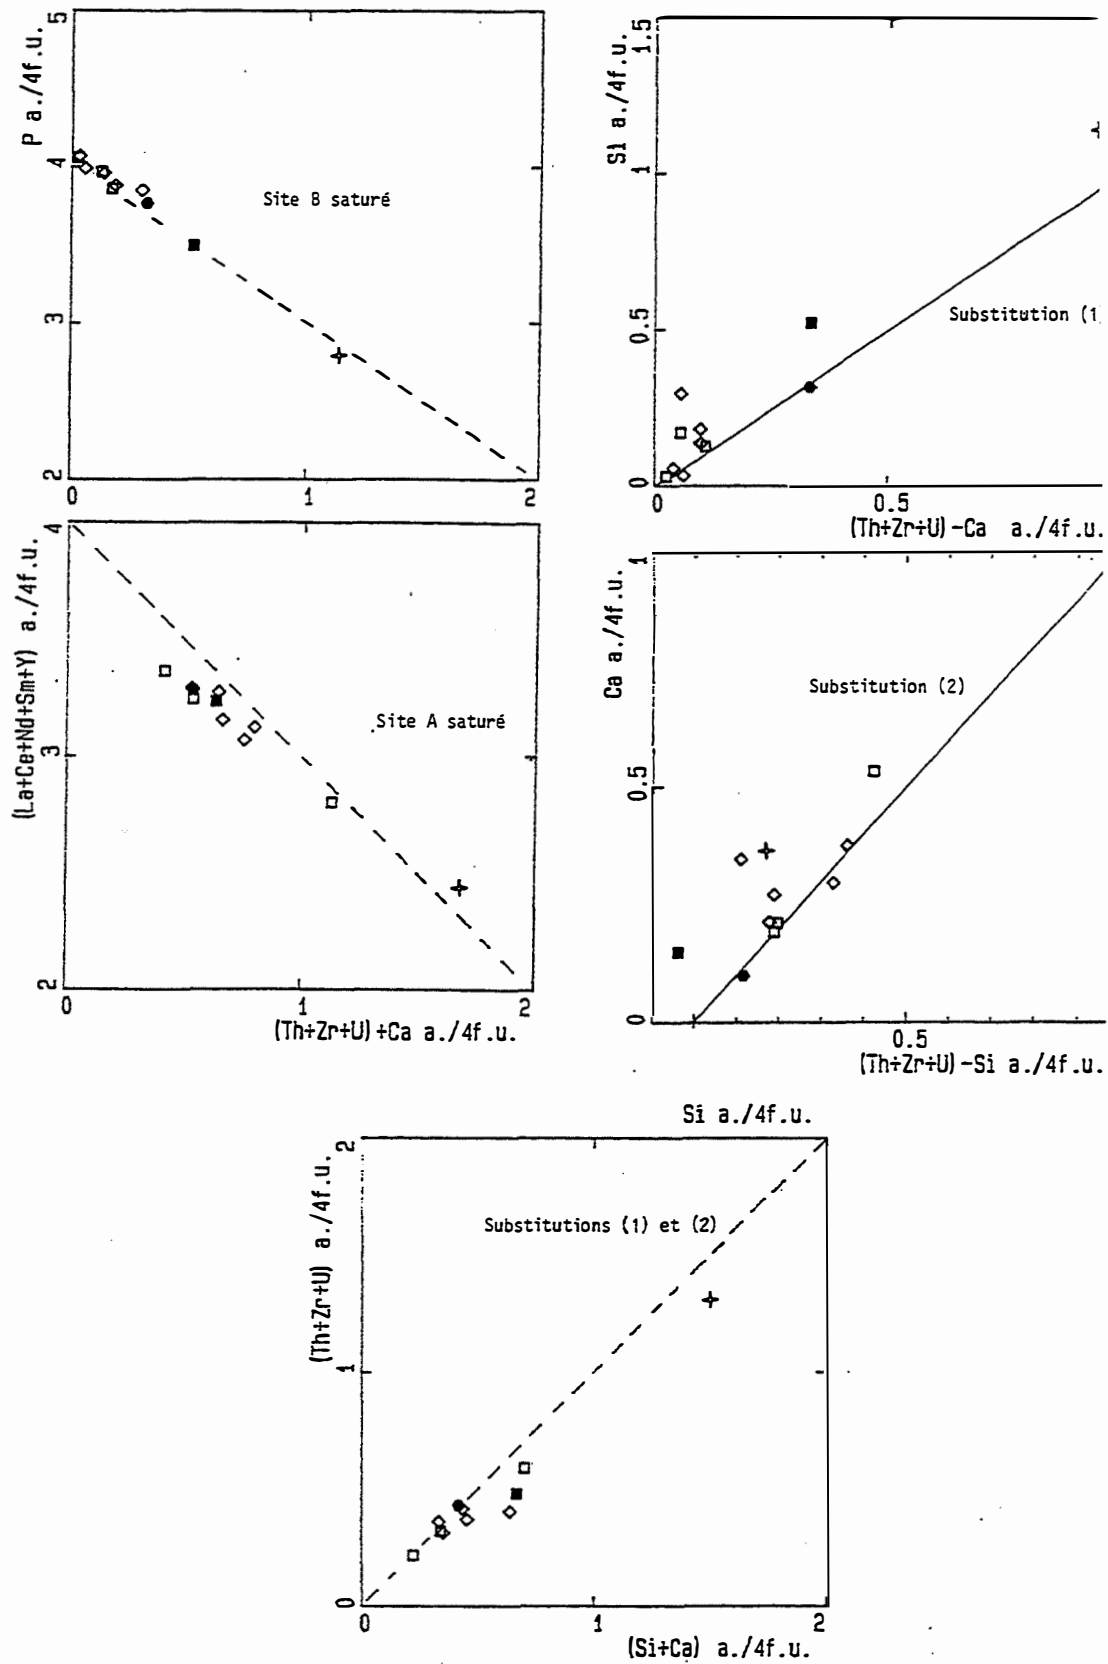 P a./4f.u.
5
4
3
2
Site B saturé
0
1
2
Si a./4f.u.
1.5
1
0.5
0
Substitution (1
0
0.5
(Th+Zr+U)-Ca a./4f.u.
(La+Ce+Nd+Sm+Y) a./4f.u.
4
3
2
Site A saturé
0
1
2
(Th+Zr+U)+Ca a./4f.u.
Ca a./4f.u.
1
0.5
0
Substitution (2)
0.5
(Th+Zr+U)-Si a./4f.u.
Si a./4f.u.
(Th+Zr+U) a./4f.u.
2
1
0
Substitutions (1) et (2)
0
1
2
(Si+Ca) a./4f.u.